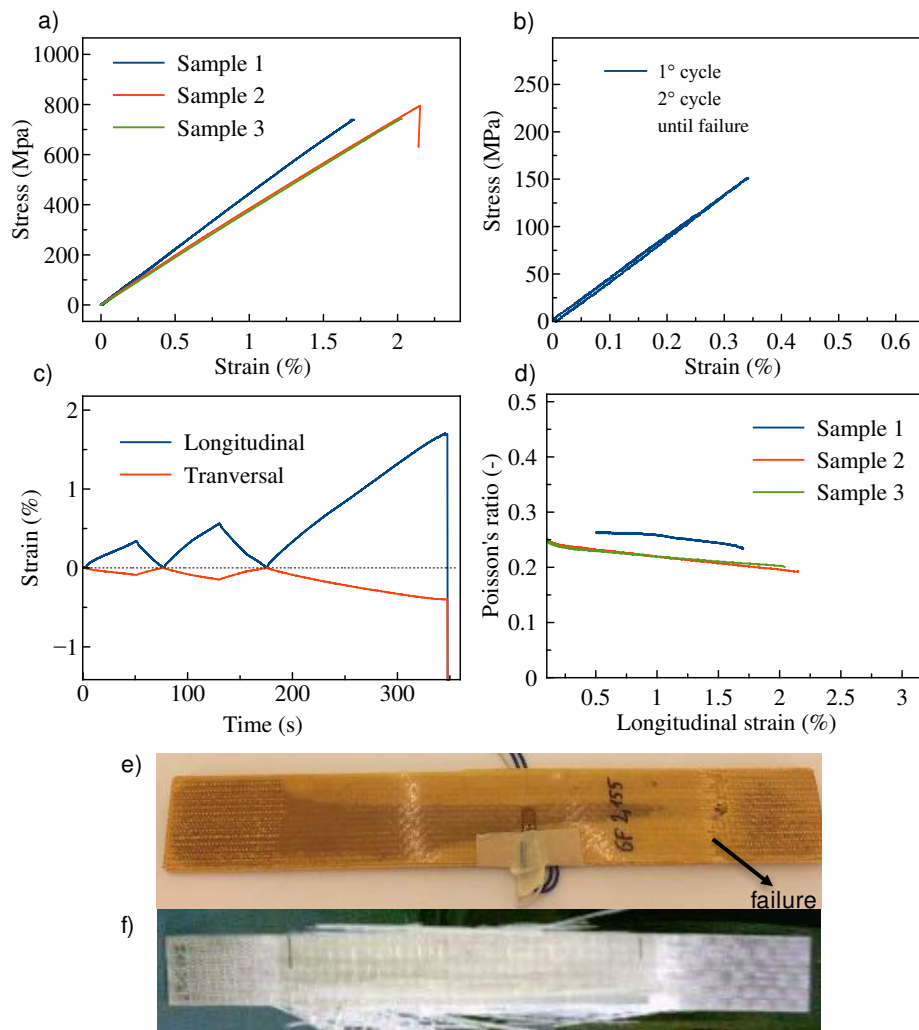 a)
1000
800
600
400
200
0
Stress (Mpa)
Sample 1
Sample 2
Sample 3
0 0.5 1 1.5 2
Strain (%)
b)
250
200
150
100
50
0
Stress (MPa)
1° cycle
2° cycle
until failure
0 0.1 0.2 0.3 0.4 0.5 0.6
Strain (%)
c)
2
1
0
−1
Strain (%)
Longitudinal
Tranversal
0 100 200 300
Time (s)
d)
0.5
0.4
0.3
0.2
0.1
0
Poisson's ratio (-)
Sample 1
Sample 2
Sample 3
0.5 1 1.5 2 2.5 3
Longitudinal strain (%)
e)
GF 2,155
failure
f)